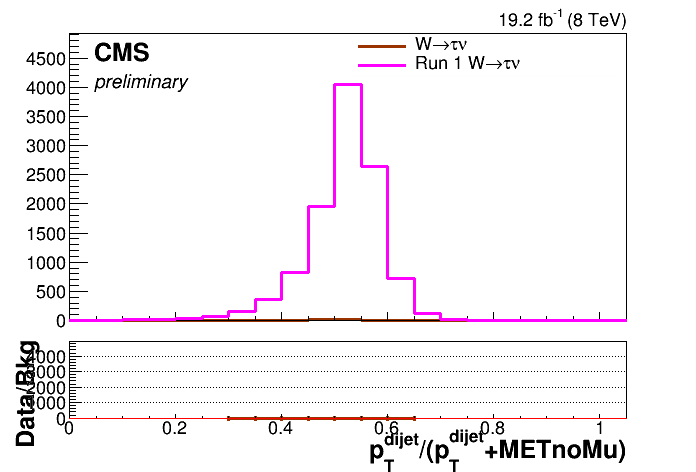 19.2 fb⁻¹ (8 TeV)
CMS
preliminary
W→τν
Run 1 W→τν
4500
4000
3500
3000
2500
2000
1500
1000
500
0
Data/Bkg
0
0 0.2 0.4 0.6 0.8 1
p_T^dijet/(p_T^dijet+METnoMu)